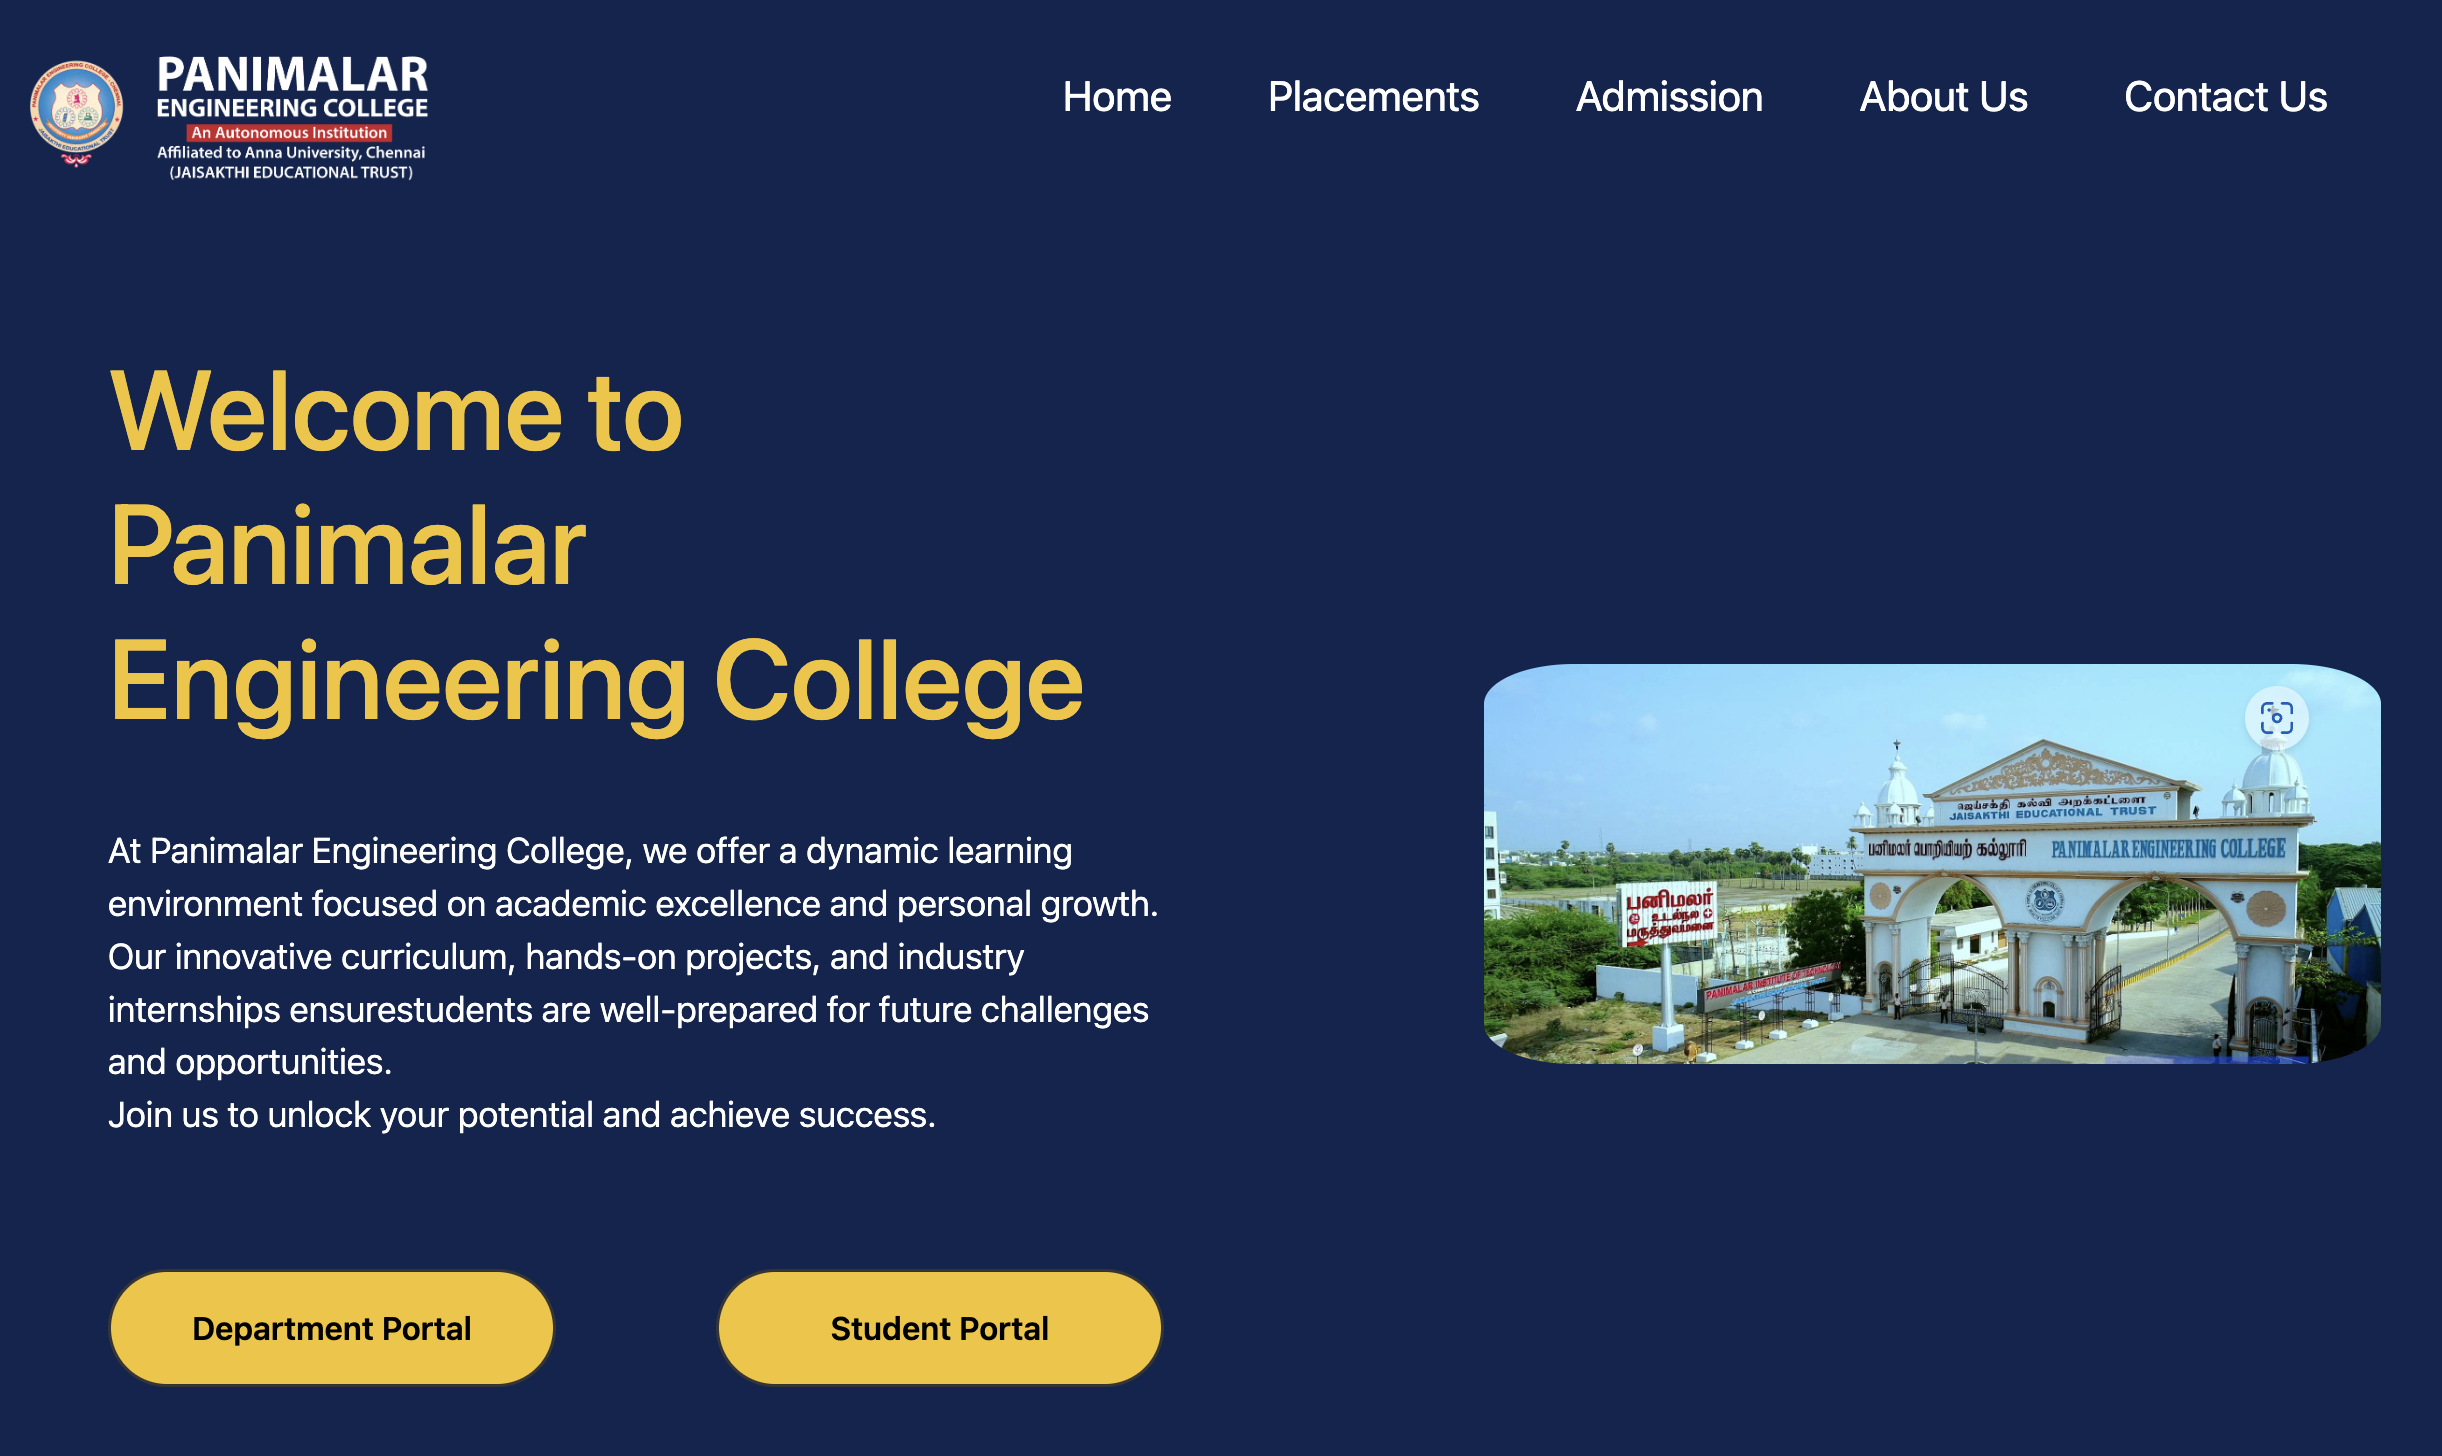 PANIMALAR
ENGINEERING COLLEGE
An Autonomous Institution
Affiliated to Anna University, Chennai
(JAISAKTHI EDUCATIONAL TRUST)
Home Placements Admission About Us Contact Us
Welcome to
Panimalar
Engineering College
At Panimalar Engineering College, we offer a dynamic learning
environment focused on academic excellence and personal growth.
Our innovative curriculum, hands-on projects, and industry
internships ensurestudents are well-prepared for future challenges
and opportunities.
Join us to unlock your potential and achieve success.
ஜெய்சக்தி கல்வி அறக்கட்டளை
JAISAKTHI EDUCATIONAL TRUST
பனிமலர் பொறியியற் கல்லூரி PANIMALAR ENGINEERING COLLEGE
பனிமலர்
உடல்நல
மருத்துவமனை
PANIMALAR INSTITUTE OF TECHNOLOGY
Department Portal Student Portal